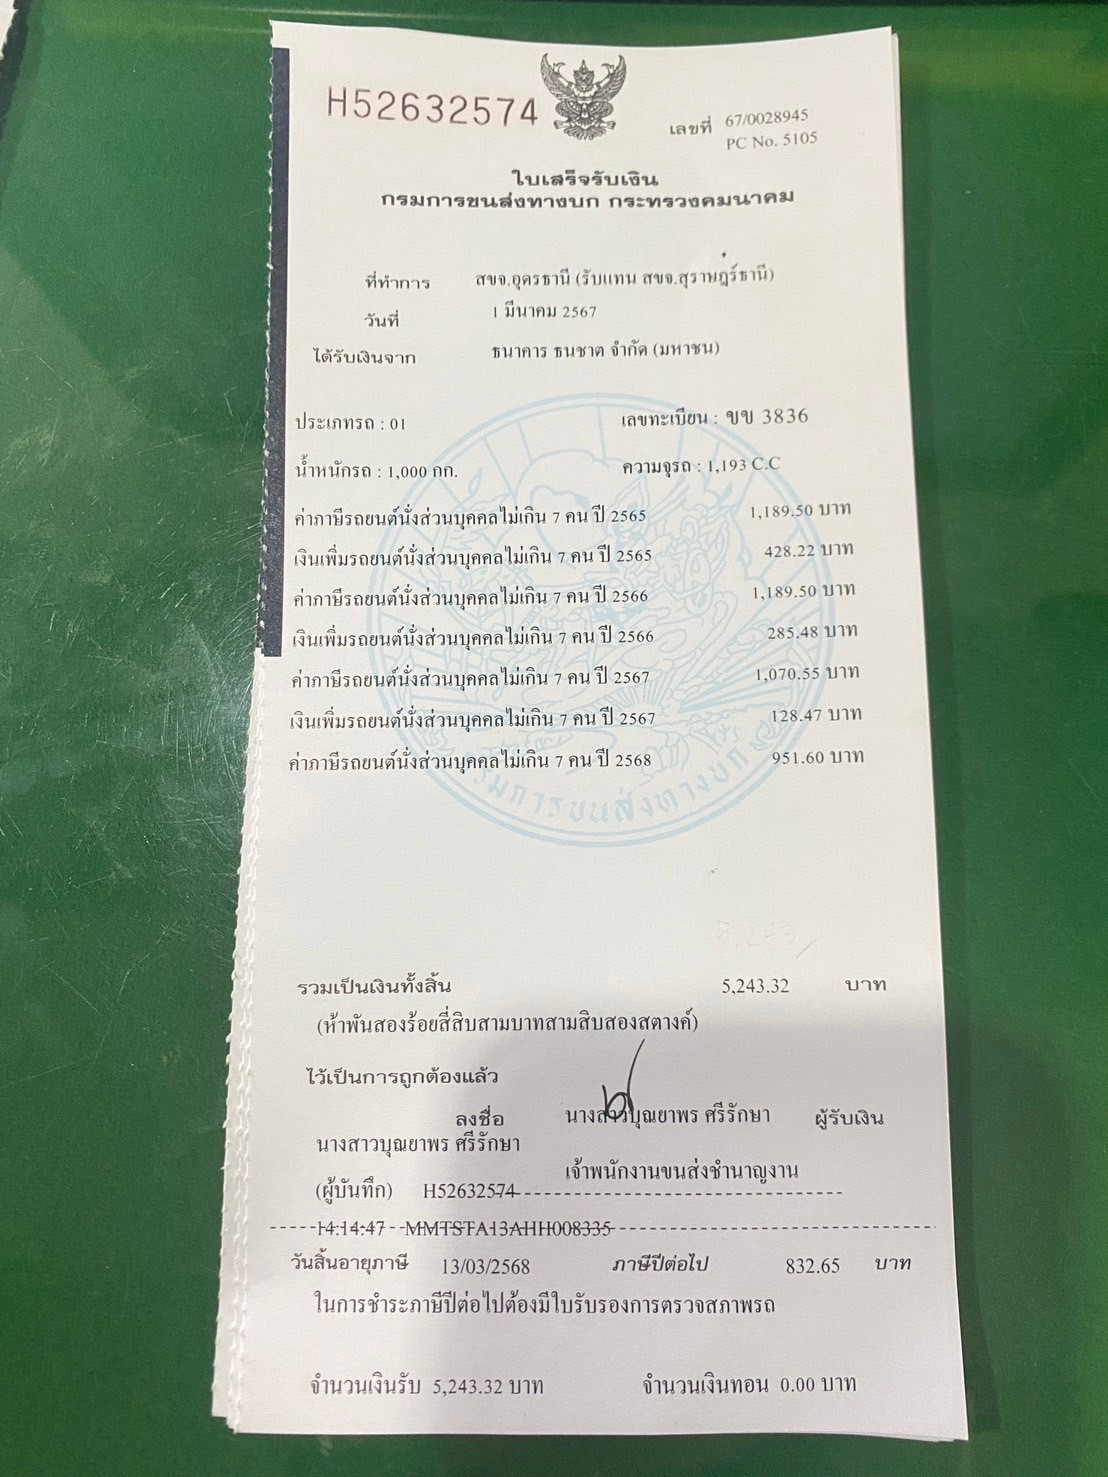 H52632574
เลขที่ 67/0028945
PC No. 5105
ใบเสร็จรับเงิน
กรมการขนส่งทางบก กระทรวงคมนาคม
ที่ทำการ สขจ.อุดรธานี (รับแทน สขจ.สุราษฎร์ธานี)
วันที่ 1 มีนาคม 2567
ได้รับเงินจาก ธนาคาร ธนชาต จำกัด (มหาชน)
ประเภทรถ : 01 เลขทะเบียน : ขข 3836
น้ำหนักรถ : 1,000 กก. ความจุรถ : 1,193 C.C
ค่าภาษีรถยนต์นั่งส่วนบุคคลไม่เกิน 7 คน ปี 2565 1,189.50 บาท
เงินเพิ่มรถยนต์นั่งส่วนบุคคลไม่เกิน 7 คน ปี 2565 428.22 บาท
ค่าภาษีรถยนต์นั่งส่วนบุคคลไม่เกิน 7 คน ปี 2566 1,189.50 บาท
เงินเพิ่มรถยนต์นั่งส่วนบุคคลไม่เกิน 7 คน ปี 2566 285.48 บาท
ค่าภาษีรถยนต์นั่งส่วนบุคคลไม่เกิน 7 คน ปี 2567 1,070.55 บาท
เงินเพิ่มรถยนต์นั่งส่วนบุคคลไม่เกิน 7 คน ปี 2567 128.47 บาท
ค่าภาษีรถยนต์นั่งส่วนบุคคลไม่เกิน 7 คน ปี 2568 951.60 บาท
กรมการขนส่งทางบก
รวมเป็นเงินทั้งสิ้น 5,243.32 บาท
(ห้าพันสองร้อยสี่สิบสามบาทสามสิบสองสตางค์)
ไว้เป็นการถูกต้องแล้ว
ลงชื่อ นางสาวบุณยาพร ศรีรักษา ผู้รับเงิน
นางสาวบุณยาพร ศรีรักษา
เจ้าพนักงานขนส่งชำนาญงาน
(ผู้บันทึก) H52632574
14:14:47 MMTSTA13AHH008335
วันสิ้นอายุภาษี 13/03/2568 ภาษีปีต่อไป 832.65 บาท
ในการชำระภาษีปีต่อไปต้องมีใบรับรองการตรวจสภาพรถ
จำนวนเงินรับ 5,243.32 บาท จำนวนเงินทอน 0.00 บาท